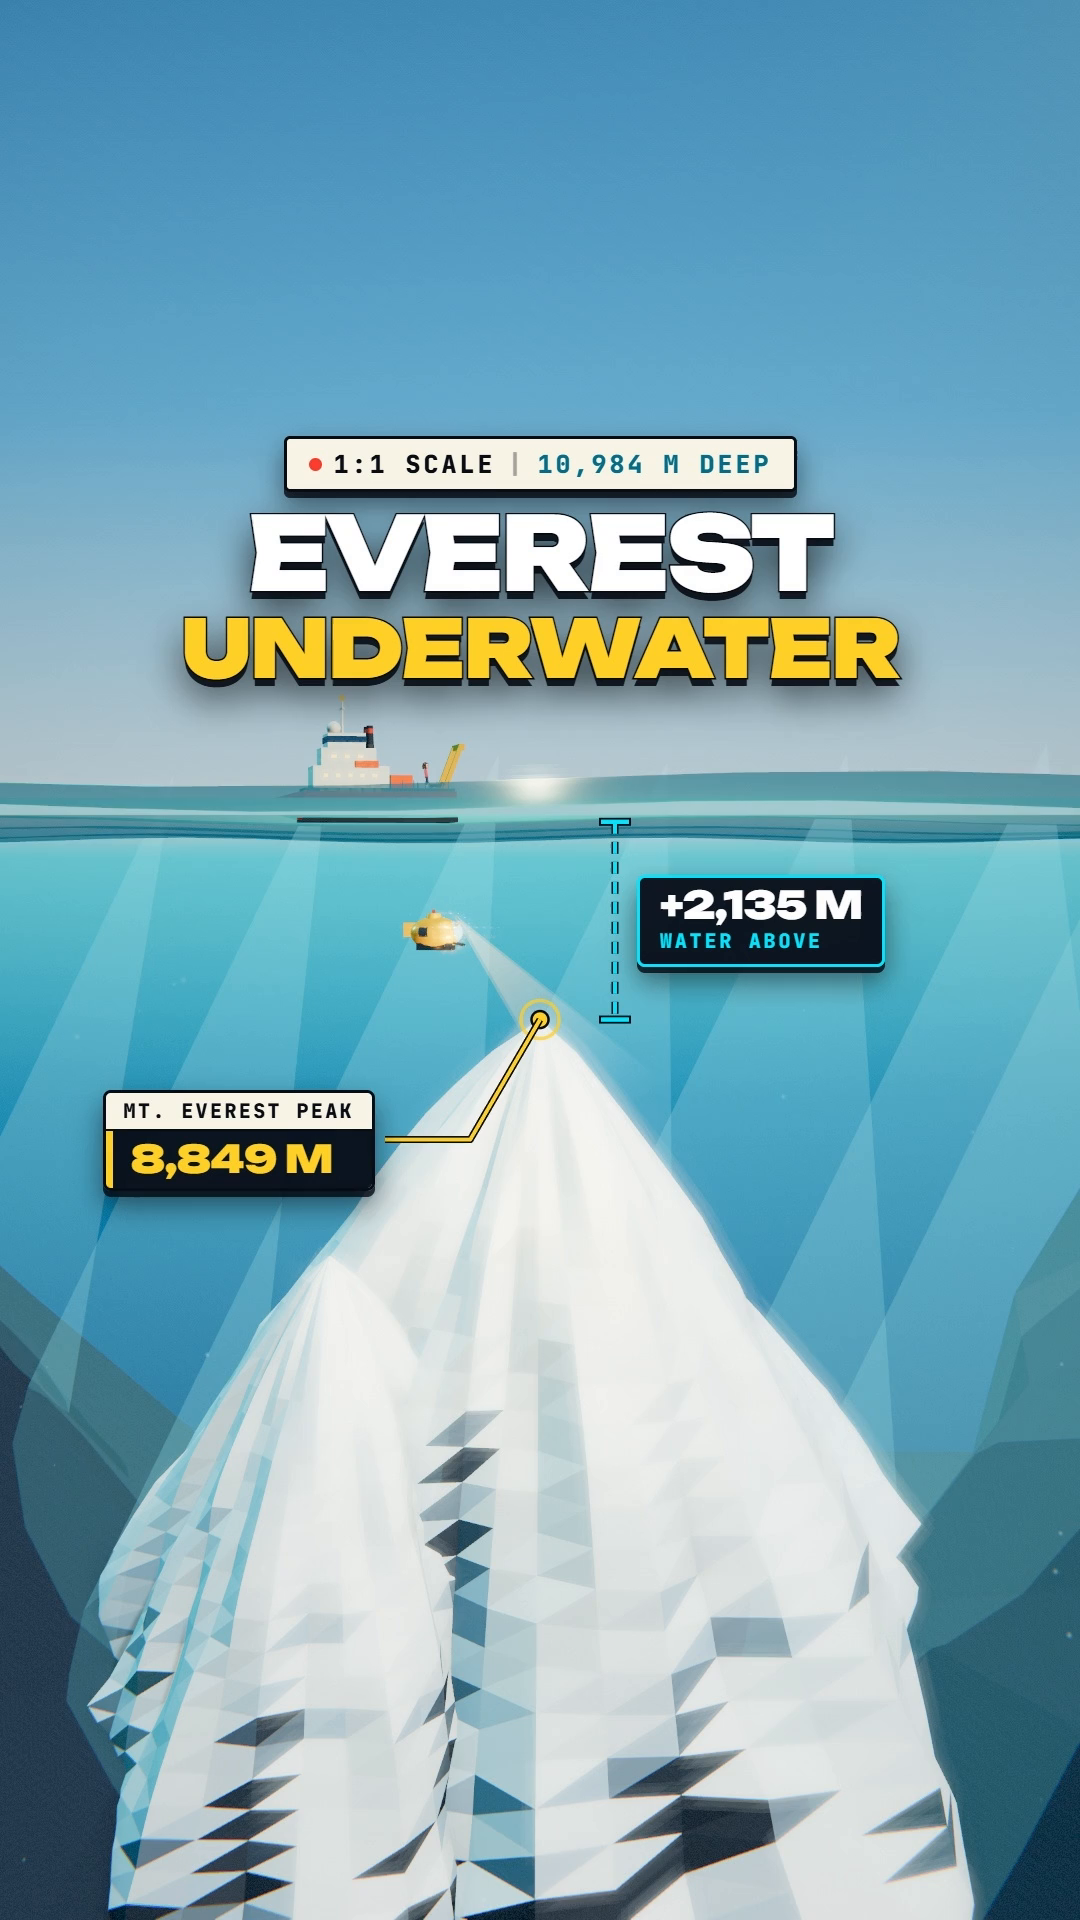 1:1 SCALE | 10,984 M DEEP
EVEREST
UNDERWATER
+2,135 M
WATER ABOVE
MT. EVEREST PEAK
8,849 M